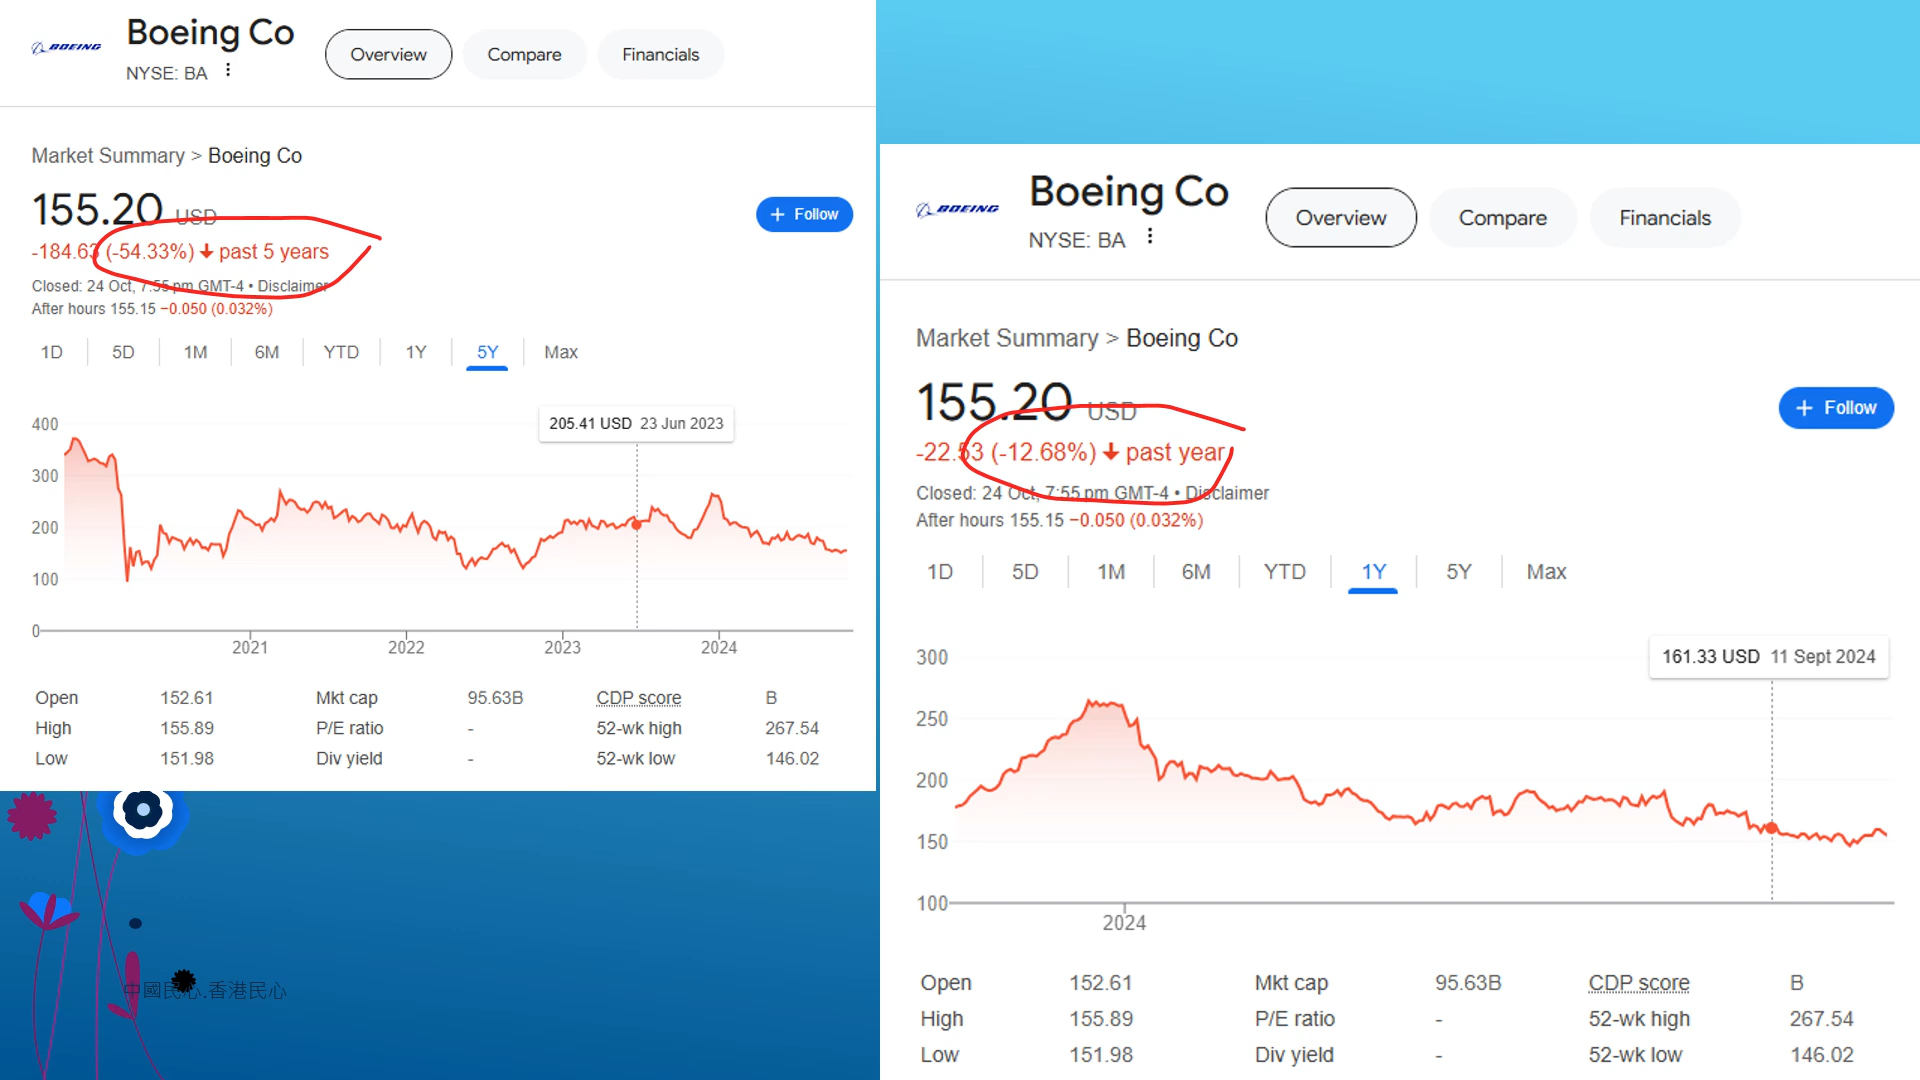 BOEING
Boeing Co
NYSE: BA
Overview
Compare
Financials
Market Summary > Boeing Co
155.20 USD
-184.63 (-54.33%) ↓ past 5 years
Closed: 24 Oct, 7:55 pm GMT-4 • Disclaimer
After hours 155.15 −0.050 (0.032%)
+ Follow
1D 5D 1M 6M YTD 1Y 5Y Max
205.41 USD 23 Jun 2023
400
300
200
100
0
2021 2022 2023 2024
Open 152.61 Mkt cap 95.63B CDP score B
High 155.89 P/E ratio - 52-wk high 267.54
Low 151.98 Div yield - 52-wk low 146.02
中國民心.香港民心
BOEING
Boeing Co
NYSE: BA
Overview
Compare
Financials
Market Summary > Boeing Co
155.20 USD
-22.53 (-12.68%) ↓ past year
Closed: 24 Oct, 7:55 pm GMT-4 • Disclaimer
After hours 155.15 −0.050 (0.032%)
+ Follow
1D 5D 1M 6M YTD 1Y 5Y Max
161.33 USD 11 Sept 2024
300
250
200
150
100
2024
Open 152.61 Mkt cap 95.63B CDP score B
High 155.89 P/E ratio - 52-wk high 267.54
Low 151.98 Div yield - 52-wk low 146.02